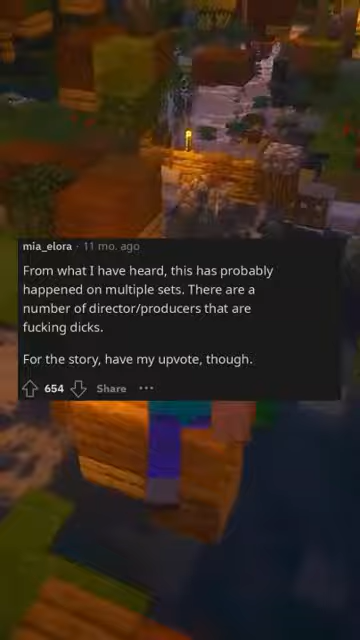 mia_elora · 11 mo. ago
From what I have heard, this has probably
happened on multiple sets. There are a
number of director/producers that are
fucking dicks.
For the story, have my upvote, though.
654 Share ···